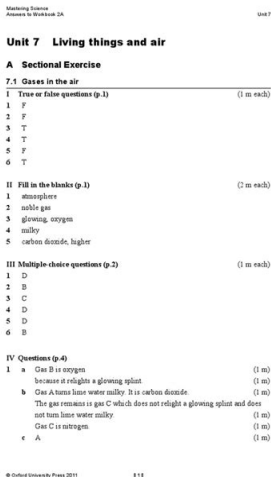 Mastering Science
Answers to Workbook 2A Unit 7
Unit 7 Living things and air
A Sectional Exercise
7.1 Gases in the air
I True or false questions (p.1) (1 m each)
1 F
2 F
3 T
4 T
5 F
6 T
II Fill in the blanks (p.1) (2 m each)
1 atmosphere
2 noble gas
3 glowing, oxygen
4 milky
5 carbon dioxide, higher
III Multiple-choice questions (p.2) (1 m each)
1 D
2 B
3 C
4 D
5 D
6 B
IV Questions (p.4)
1 a Gas B is oxygen (1 m)
because it relights a glowing splint. (1 m)
b Gas A turns lime water milky. It is carbon dioxide. (1 m)
The gas remains is gas C which does not relight a glowing splint and does
not turn lime water milky. (1 m)
Gas C is nitrogen. (1 m)
c A (1 m)
© Oxford University Press 2011